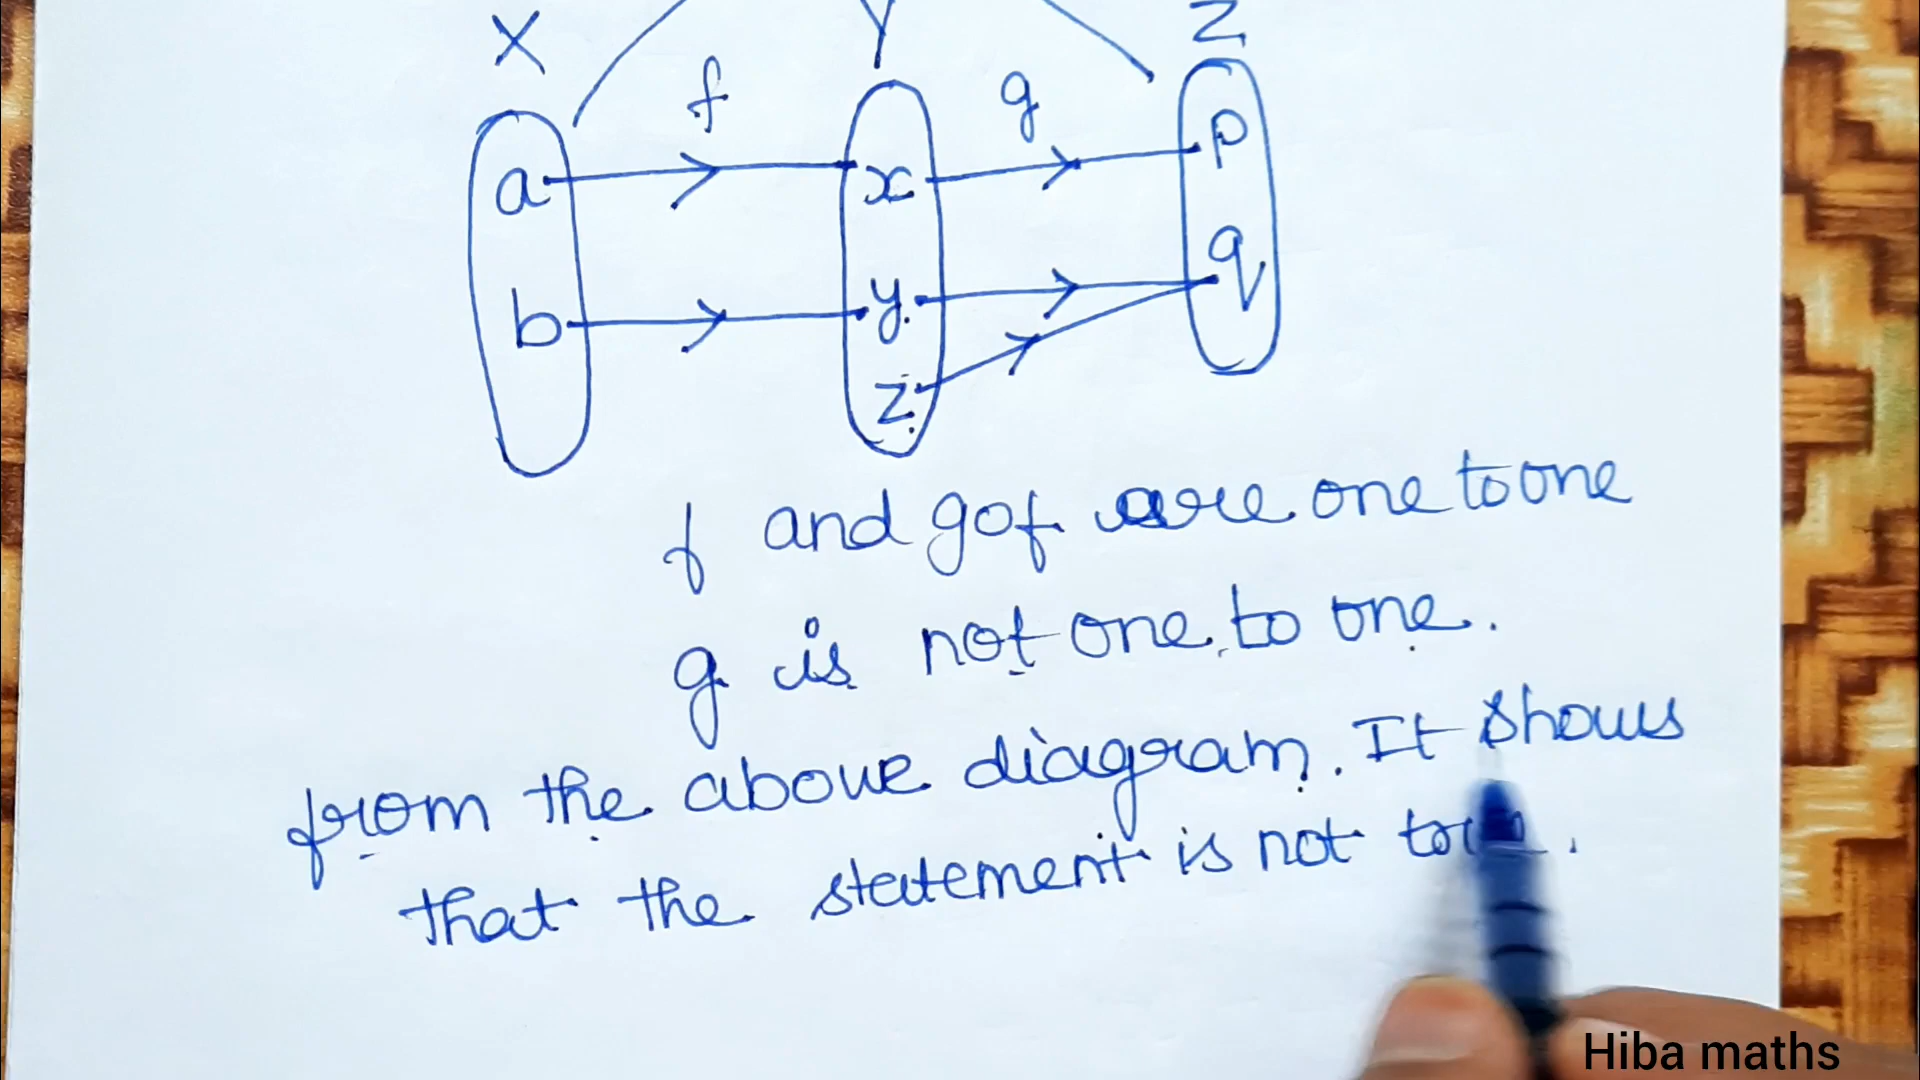 X Y Z
f g
a x p
b y q
z
f and gof are one to one
g is not one to one.
from the above diagram. It shows
that the statement is not
Hiba maths